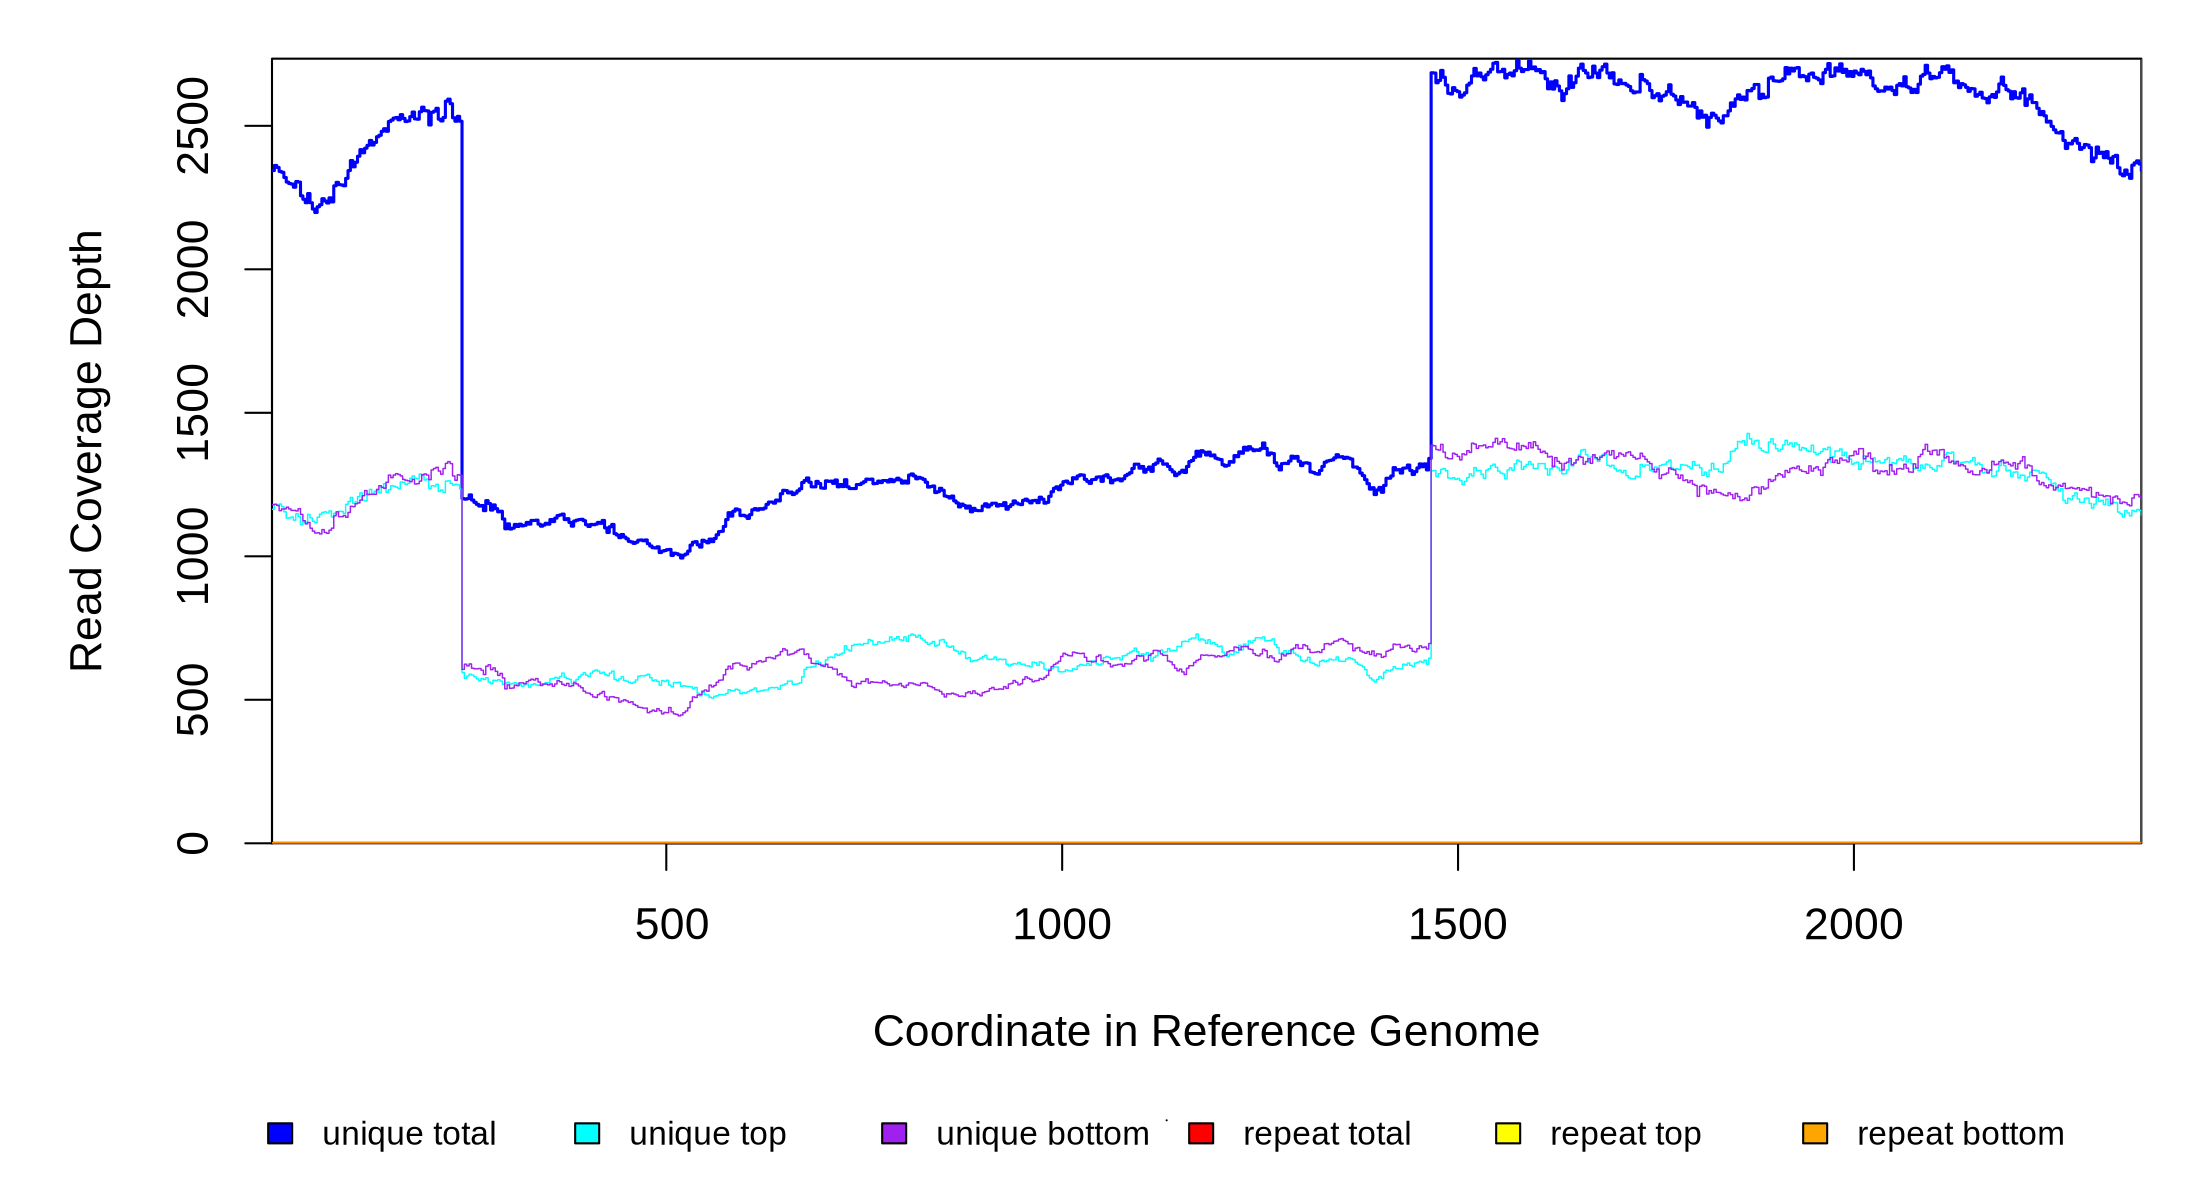 Read Coverage Depth
2500
2000
1500
1000
500
0
500 1000 1500 2000
Coordinate in Reference Genome
unique total unique top unique bottom repeat total repeat top repeat bottom